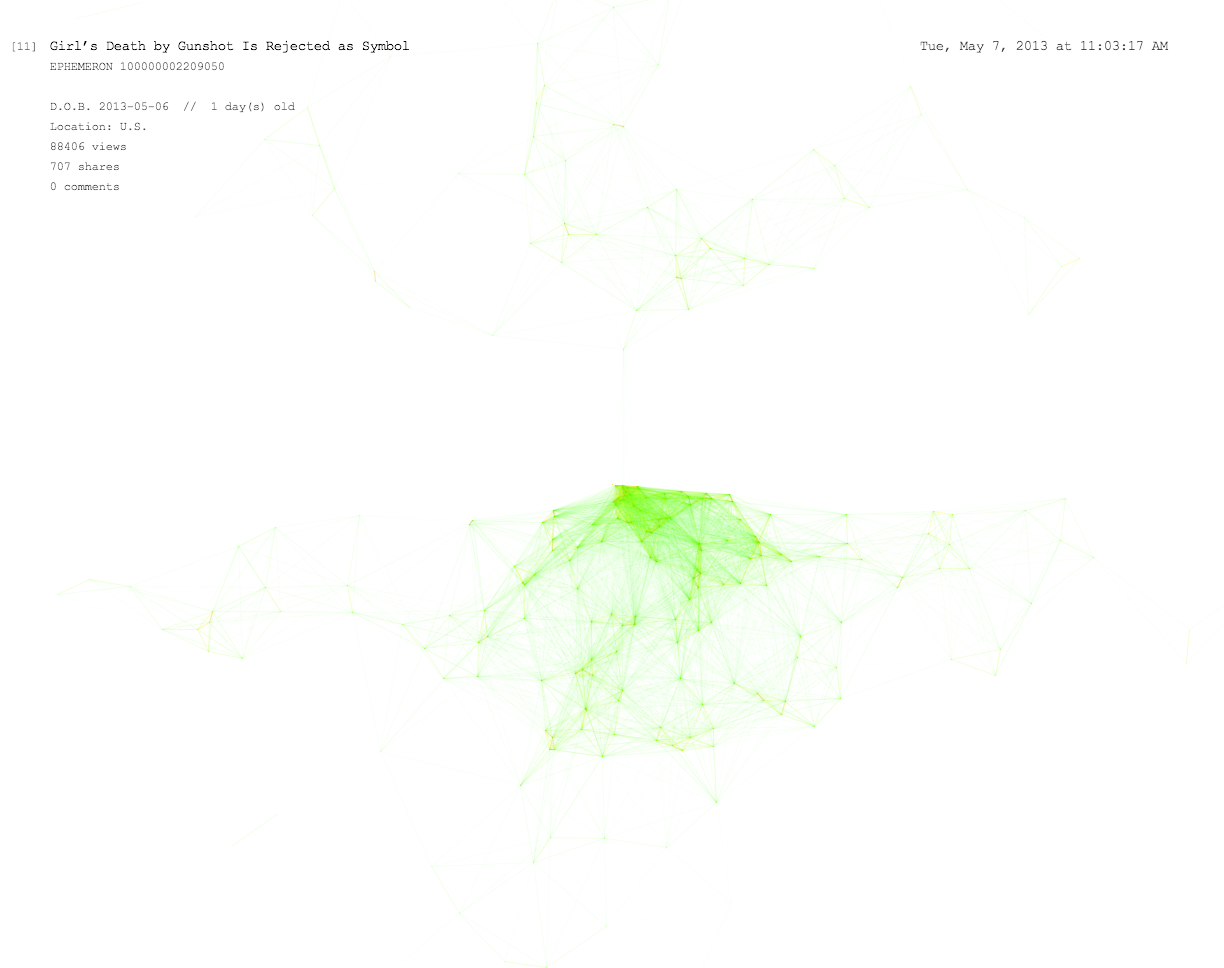 [11] Girl's Death by Gunshot Is Rejected as Symbol
Tue, May 7, 2013 at 11:03:17 AM
EPHEMERON 100000002209050
D.O.B. 2013-05-06 // 1 day(s) old
Location: U.S.
88406 views
707 shares
0 comments